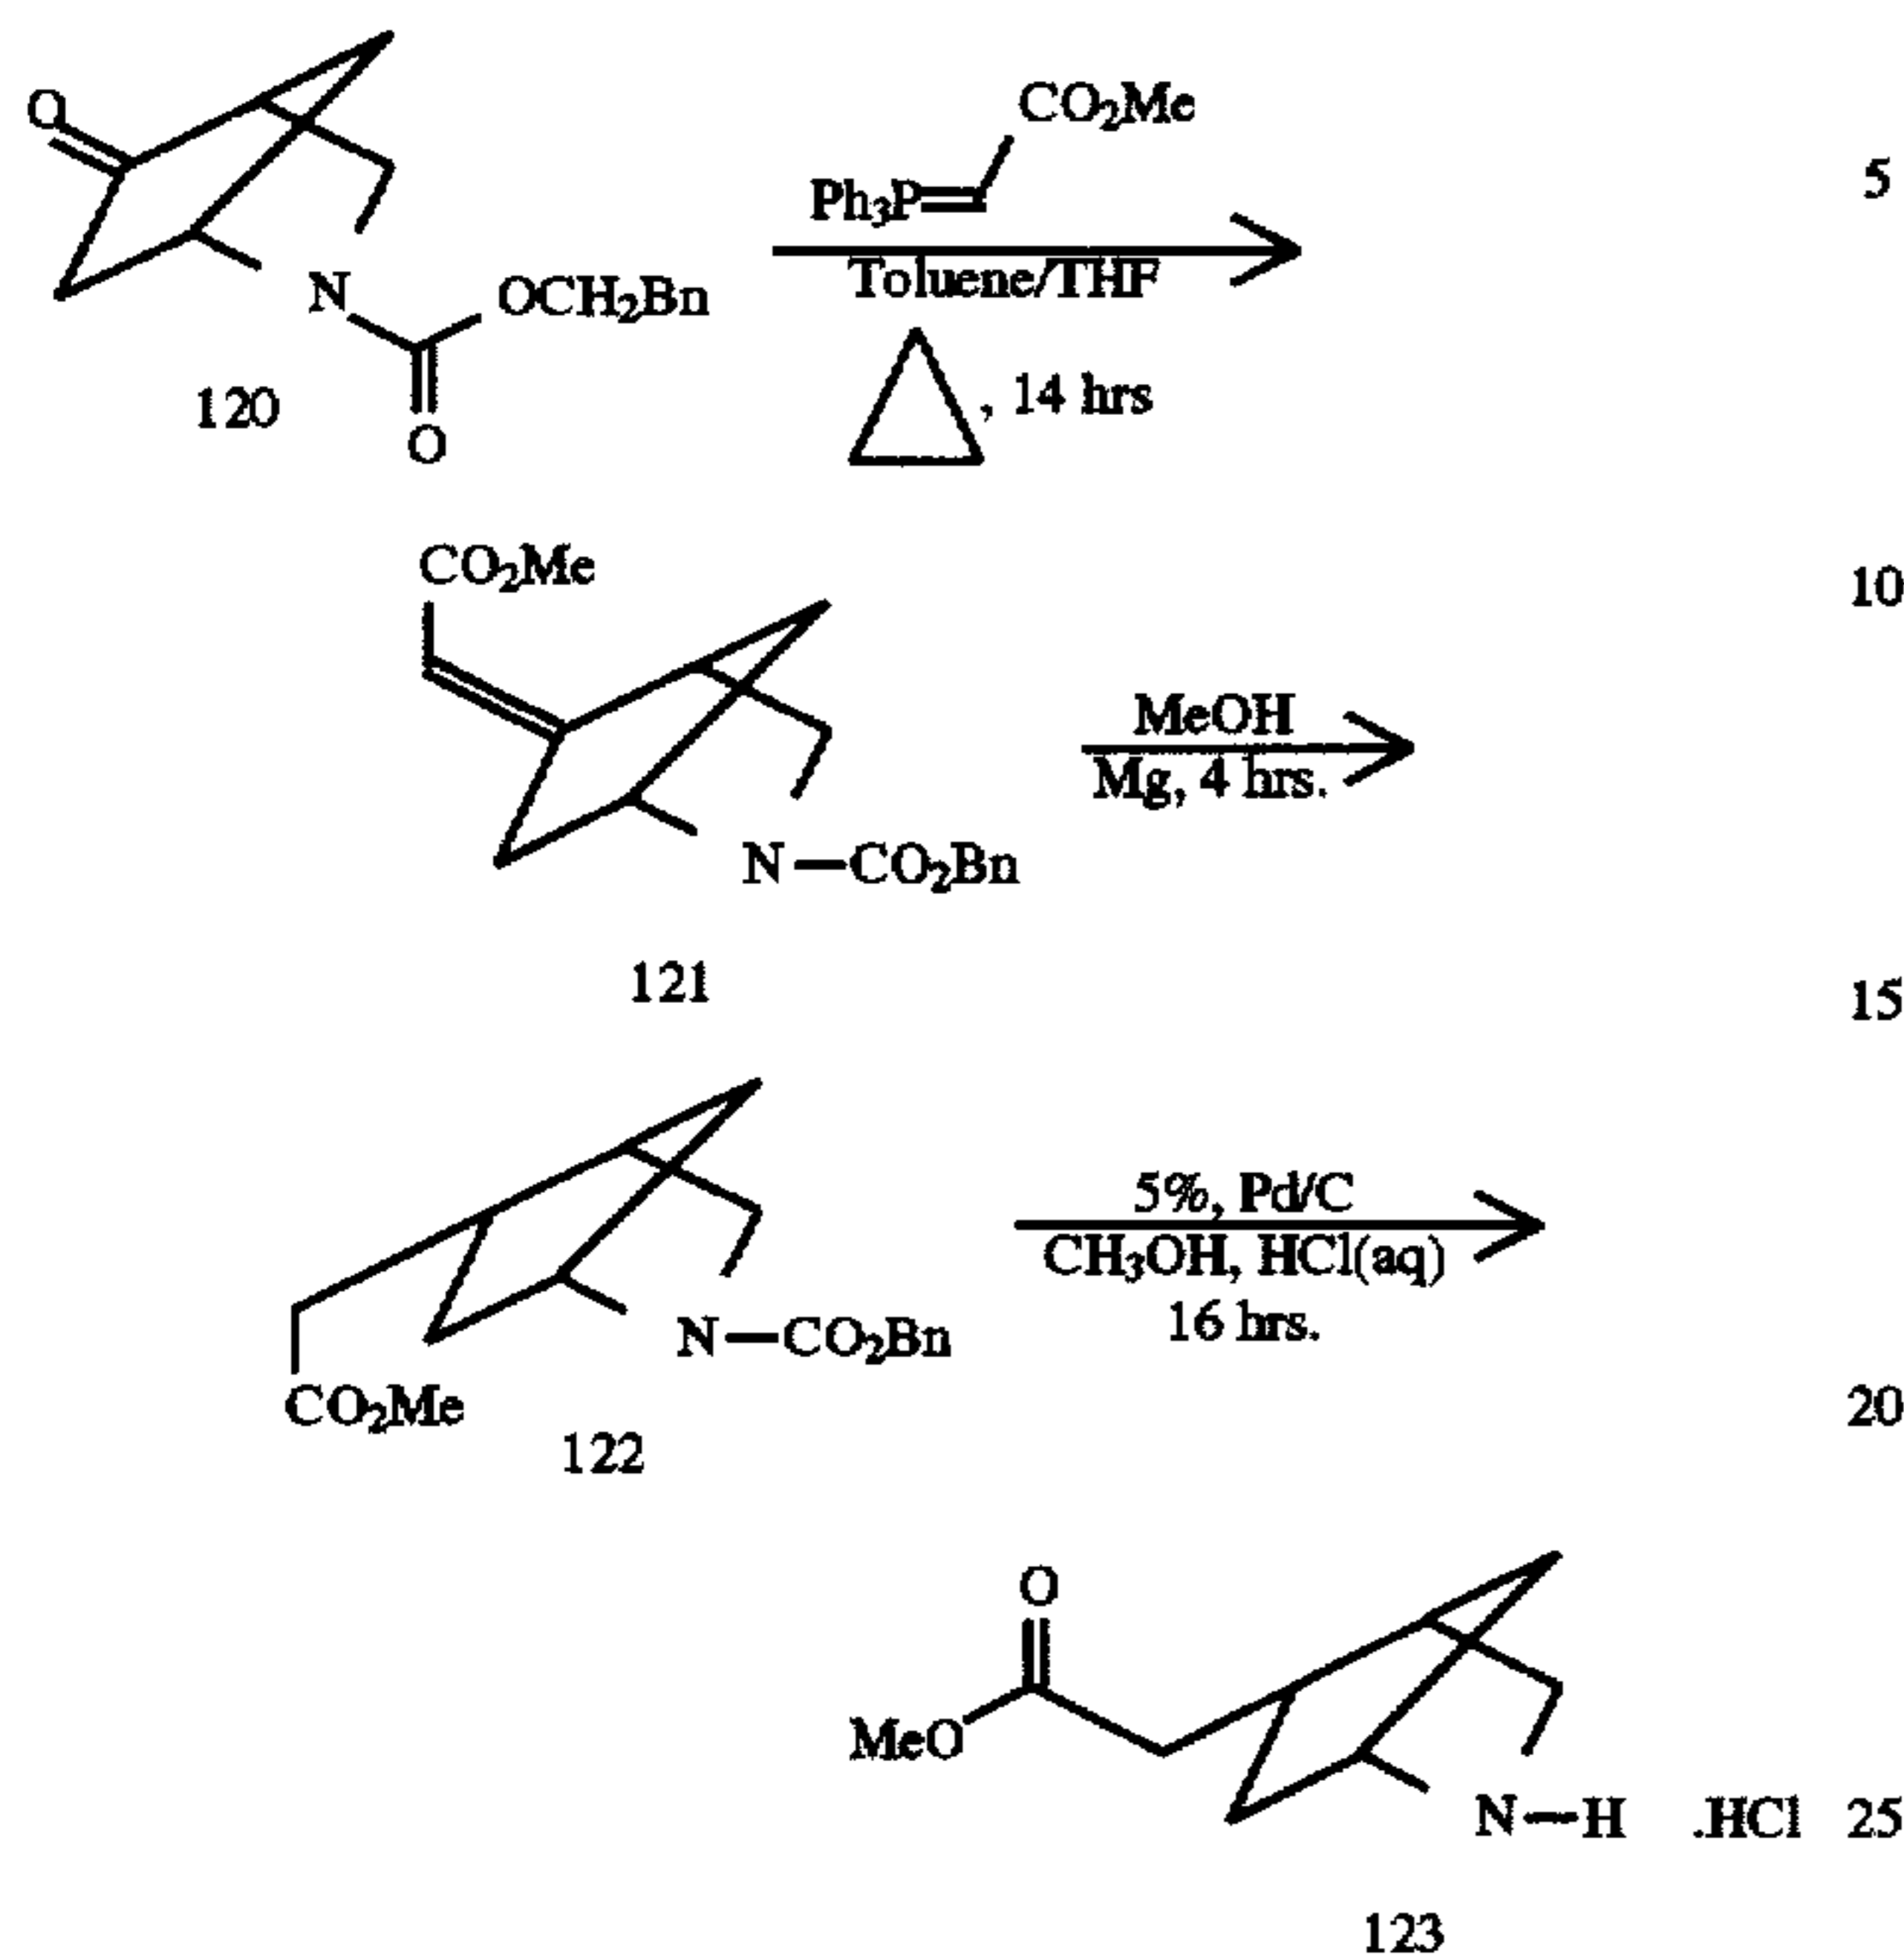 O
CO₂Me
Ph₃P
5
N
OCH₂Bn
Toluene/THF
120
, 14 hrs
O
CO₂Me
10
MeOH
Mg, 4 hrs.
N—CO₂Bn
121
15
5%, Pd/C
CH₃OH, HCl(aq)
16 hrs.
N—CO₂Bn
CO₂Me
20
122
O
MeO
N—H .HCl 25
123